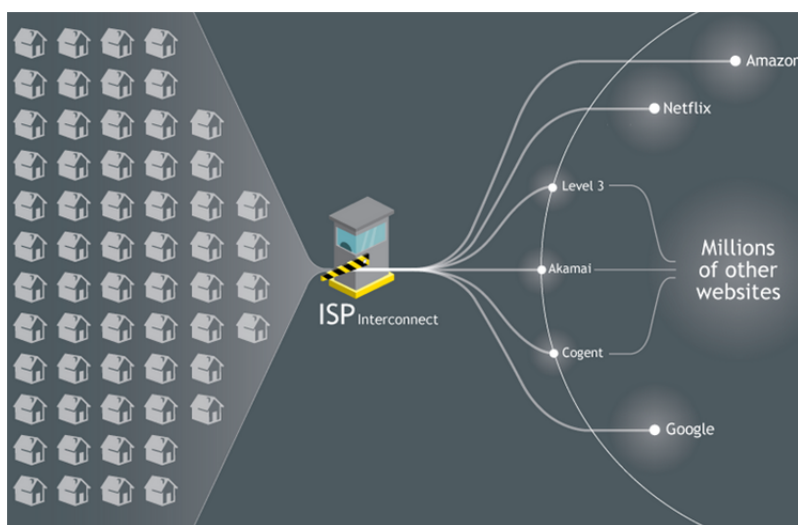 Amazon
Netflix
Level 3
Millions
of other
websites
Akamai
ISP Interconnect
Cogent
Google